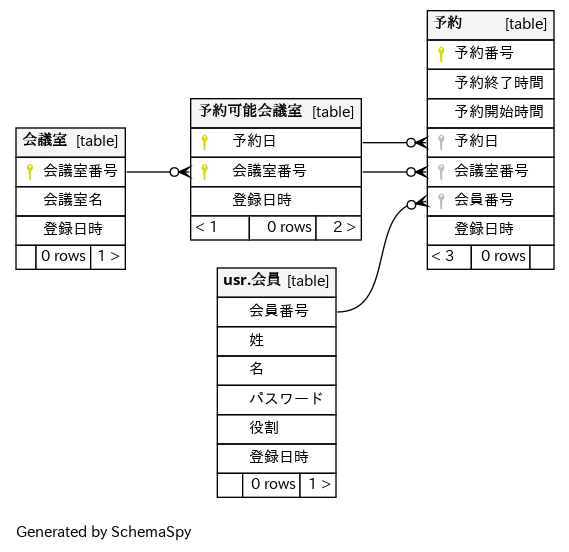 会議室 [table]
会議室番号
会議室名
登録日時
0 rows 1 >
予約可能会議室 [table]
予約日
会議室番号
登録日時
< 1 0 rows 2 >
予約 [table]
予約番号
予約終了時間
予約開始時間
予約日
会議室番号
会員番号
登録日時
< 3 0 rows
usr.会員 [table]
会員番号
姓
名
パスワード
役割
登録日時
0 rows 1 >
Generated by SchemaSpy